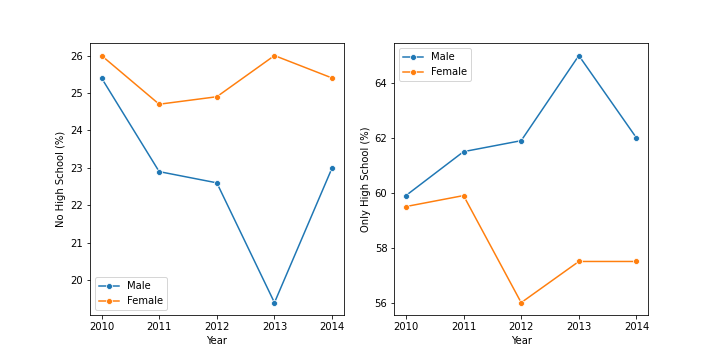 No High School (%)
26
25
24
23
22
21
20
Male
Female
2010 2011 2012 2013 2014
Year
Only High School (%)
Male
Female
64
62
60
58
56
2010 2011 2012 2013 2014
Year